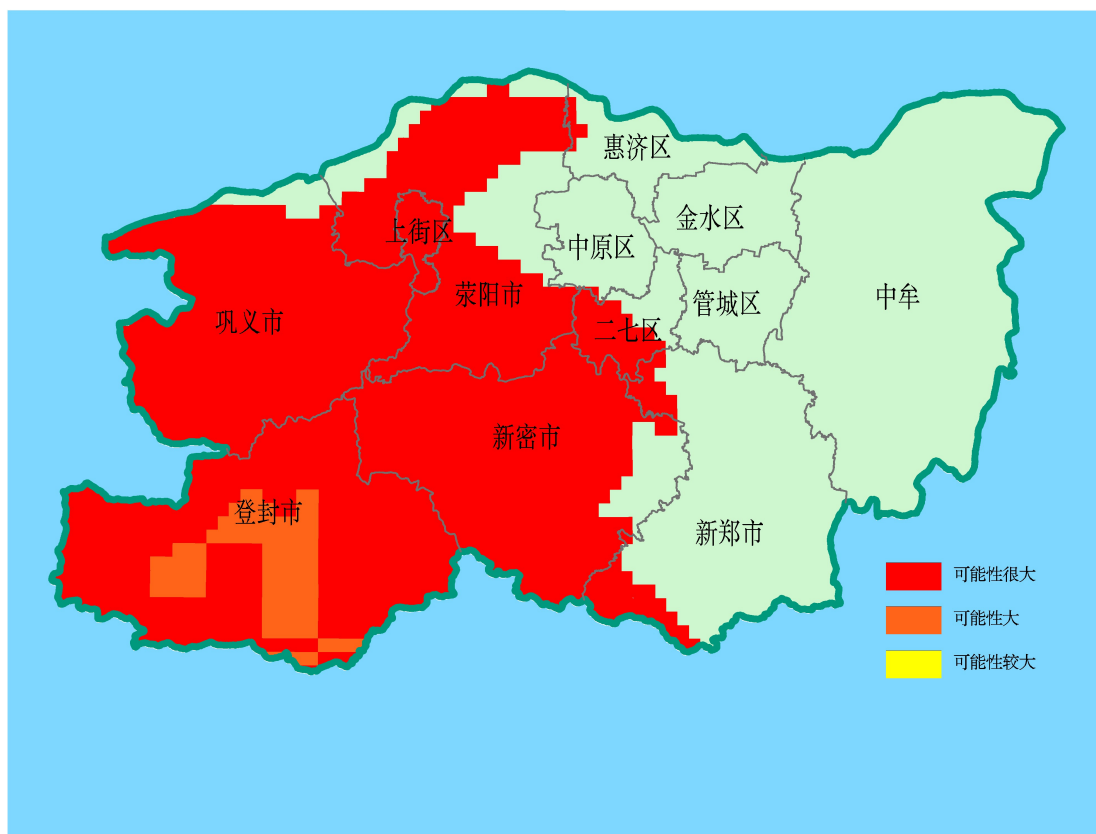 惠济区
金水区
上街区
中原区
荥阳市
管城区
中牟
巩义市
二七区
新密市
登封市
新郑市
可能性很大
可能性大
可能性较大